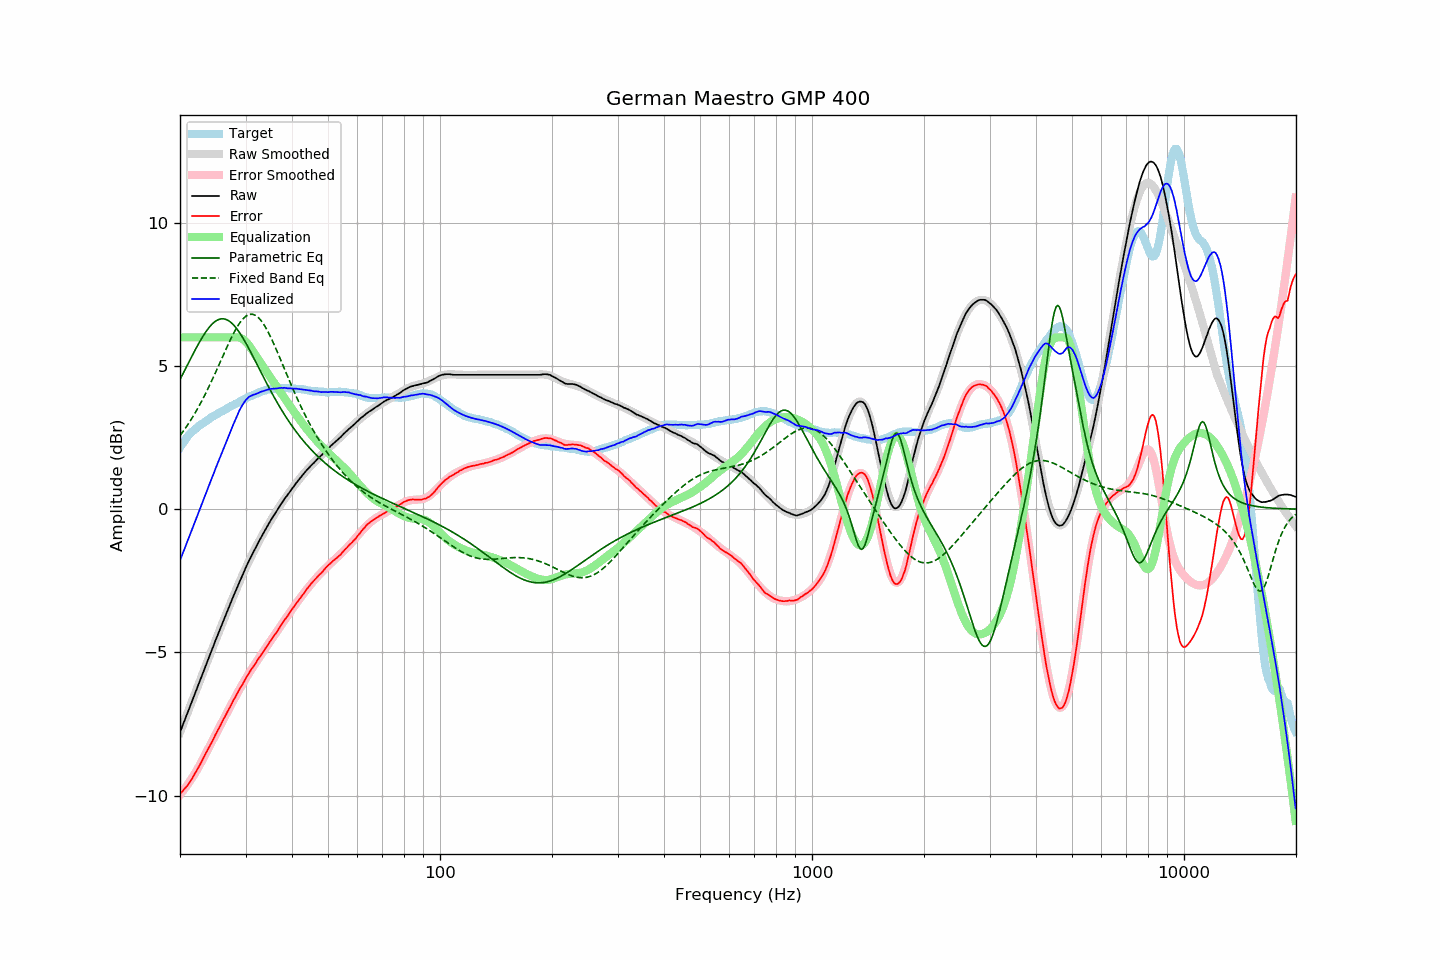 German Maestro GMP 400
Target
Raw Smoothed
Error Smoothed
Raw
Error
Equalization
Parametric Eq
Fixed Band Eq
Equalized
10
5
0
−5
−10
Amplitude (dBr)
100 1000 10000
Frequency (Hz)